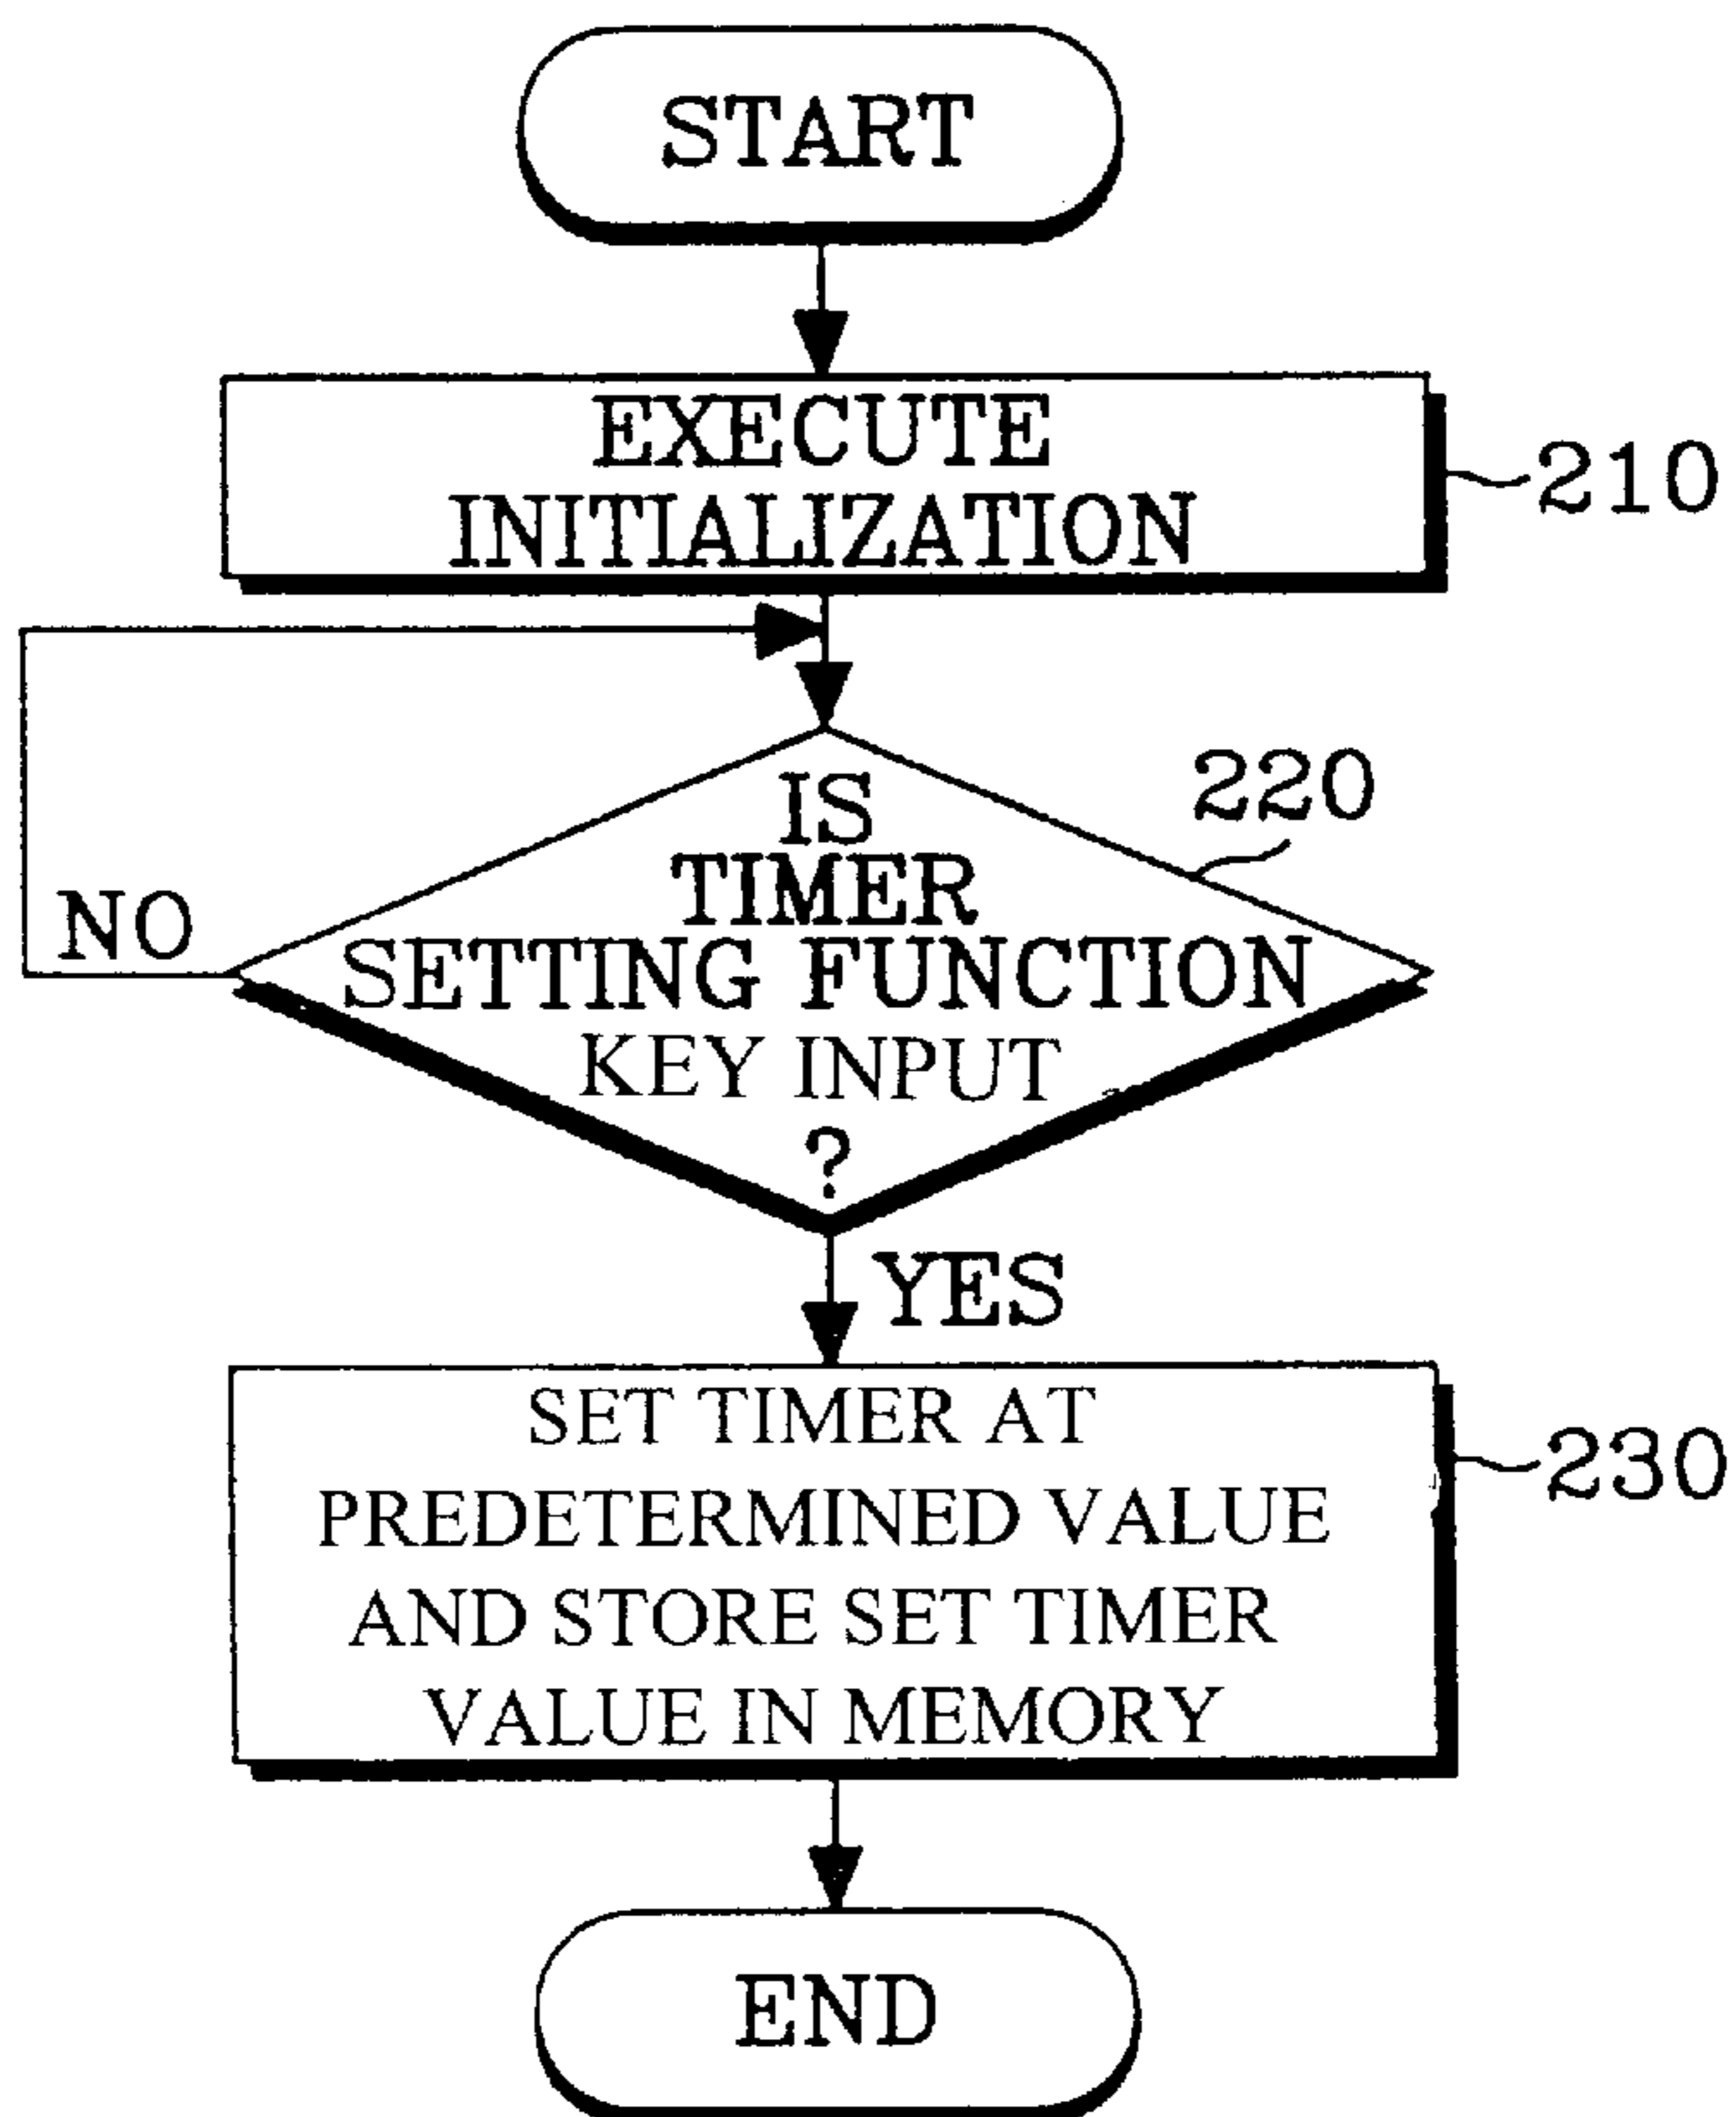 START
EXECUTE
INITIALIZATION
210
220
IS
TIMER
SETTING FUNCTION
KEY INPUT
?
NO
YES
SET TIMER AT
PREDETERMINED VALUE
AND STORE SET TIMER
VALUE IN MEMORY
230
END